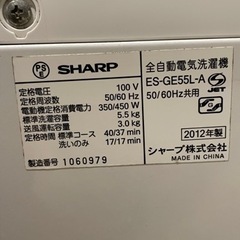 PS E
SHARP
全自動電気洗濯機
ES-GE55L-A
50/60Hz共用
JET
定格電圧 100 V
定格周波数 50/60 Hz
電動機定格消費電力 350/450 W
標準洗濯容量 5.5 kg
送風乾燥容量 3.0 kg
運転時間 標準コース 40/37 min
洗いのみ 17/17 min
製造番号 1060979
2012年製
シャープ株式会社
MADE IN CHINA